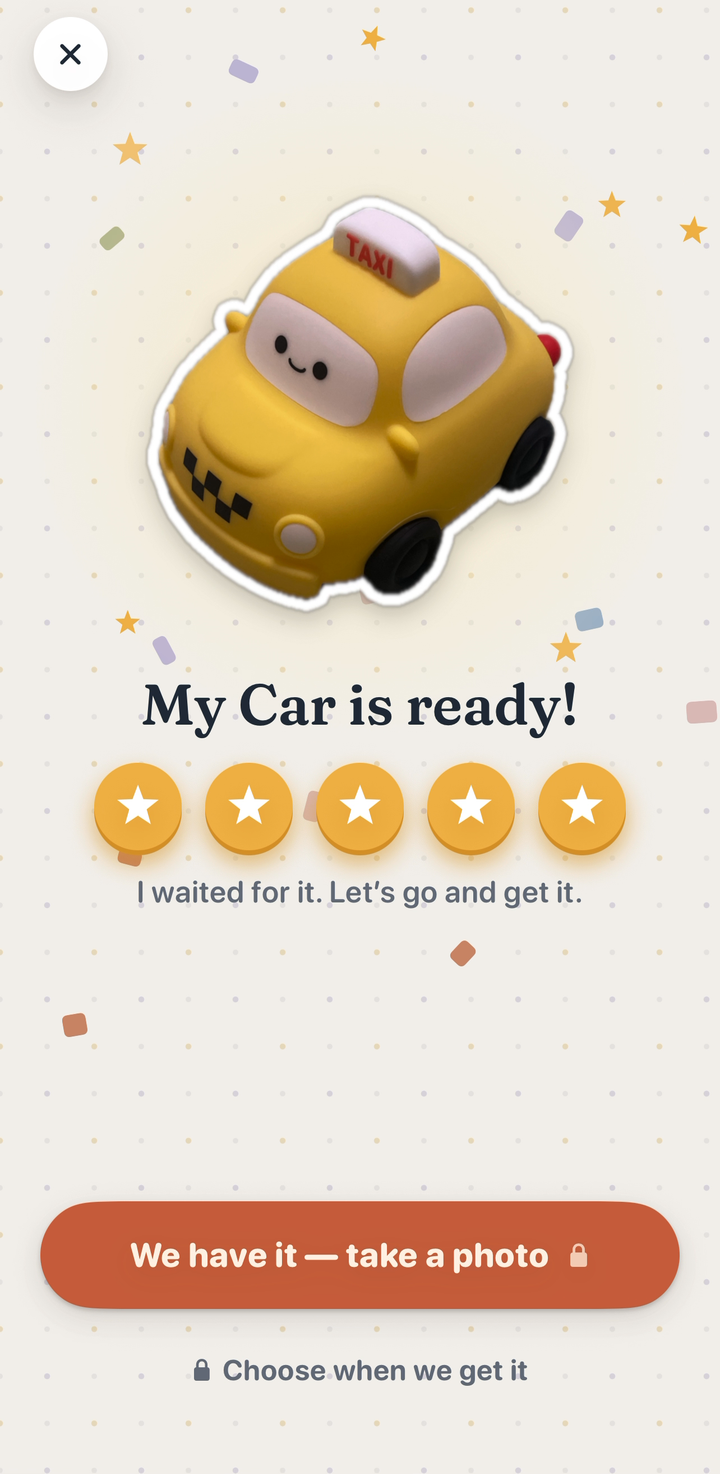 TAXI
My Car is ready!
I waited for it. Let’s go and get it.
We have it — take a photo
Choose when we get it